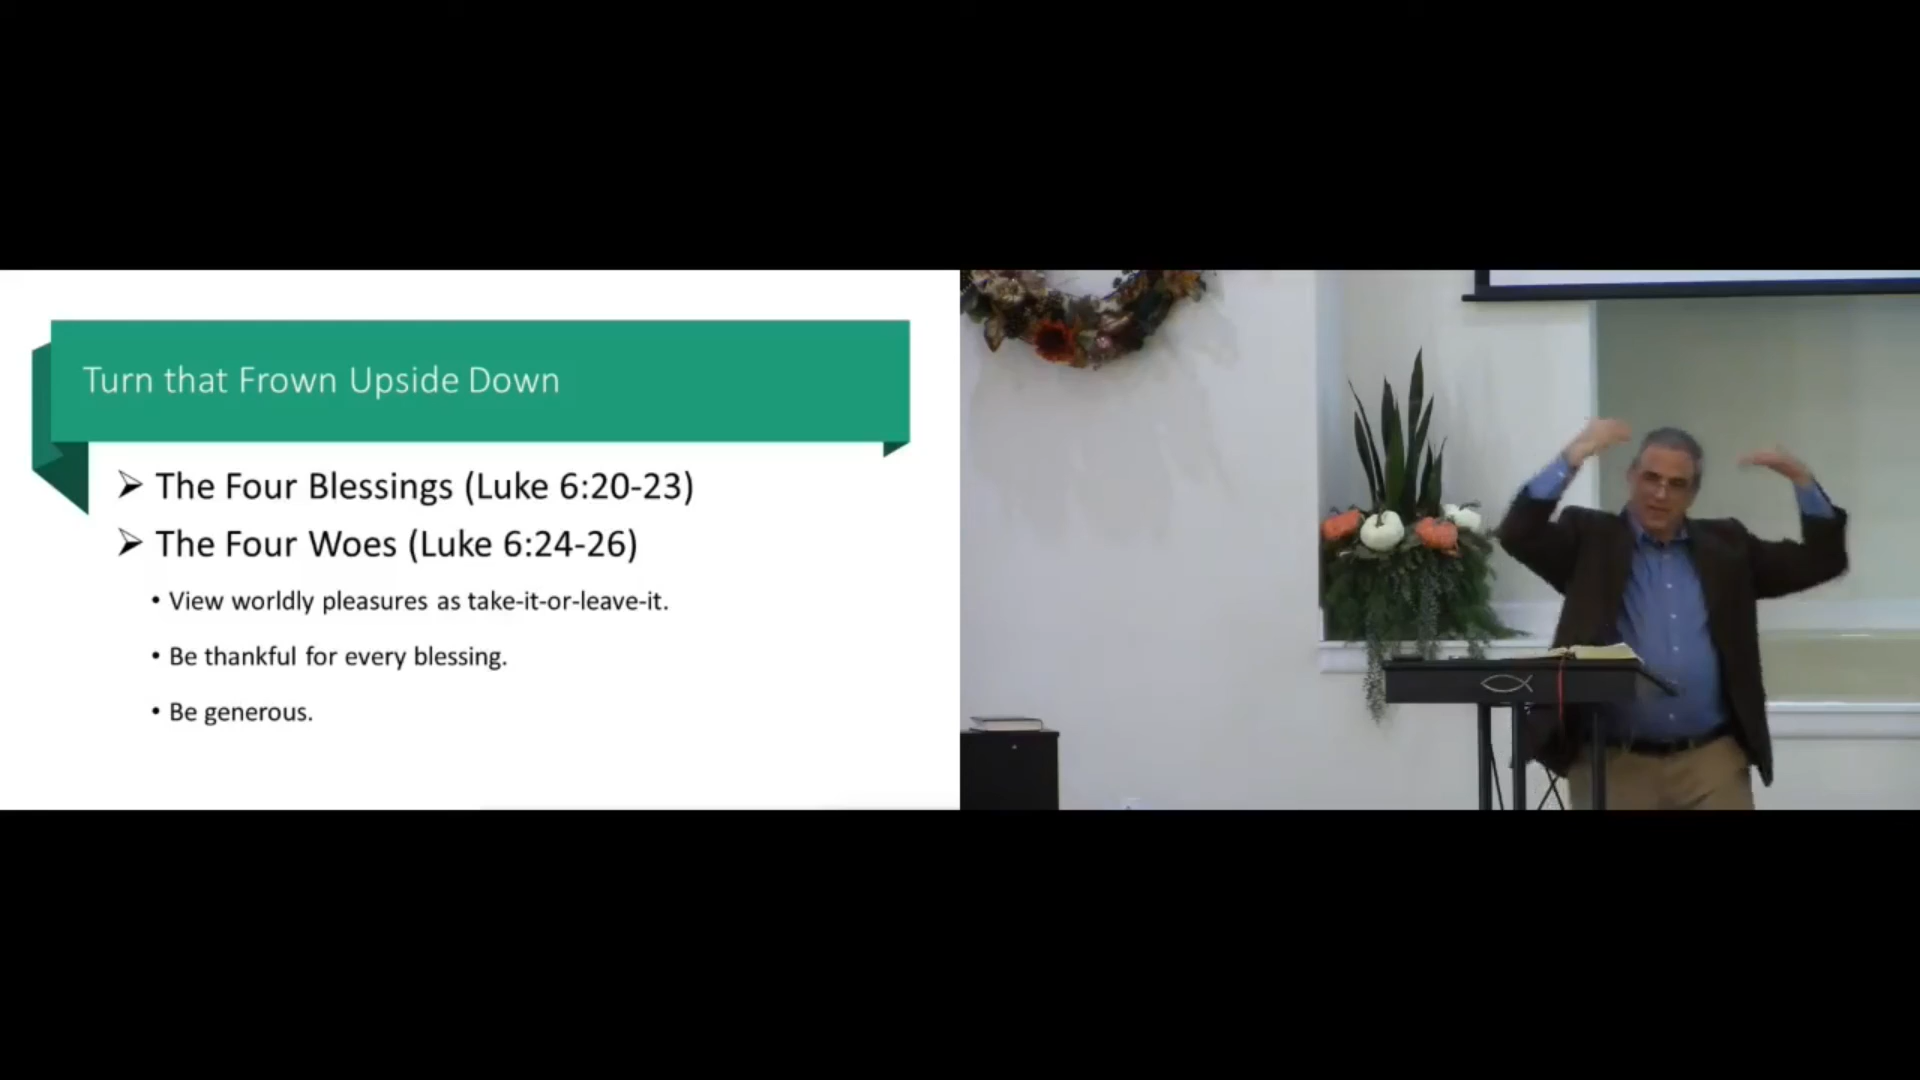 Turn that Frown Upside Down
The Four Blessings (Luke 6:20-23)
The Four Woes (Luke 6:24-26)
• View worldly pleasures as take-it-or-leave-it.
• Be thankful for every blessing.
• Be generous.